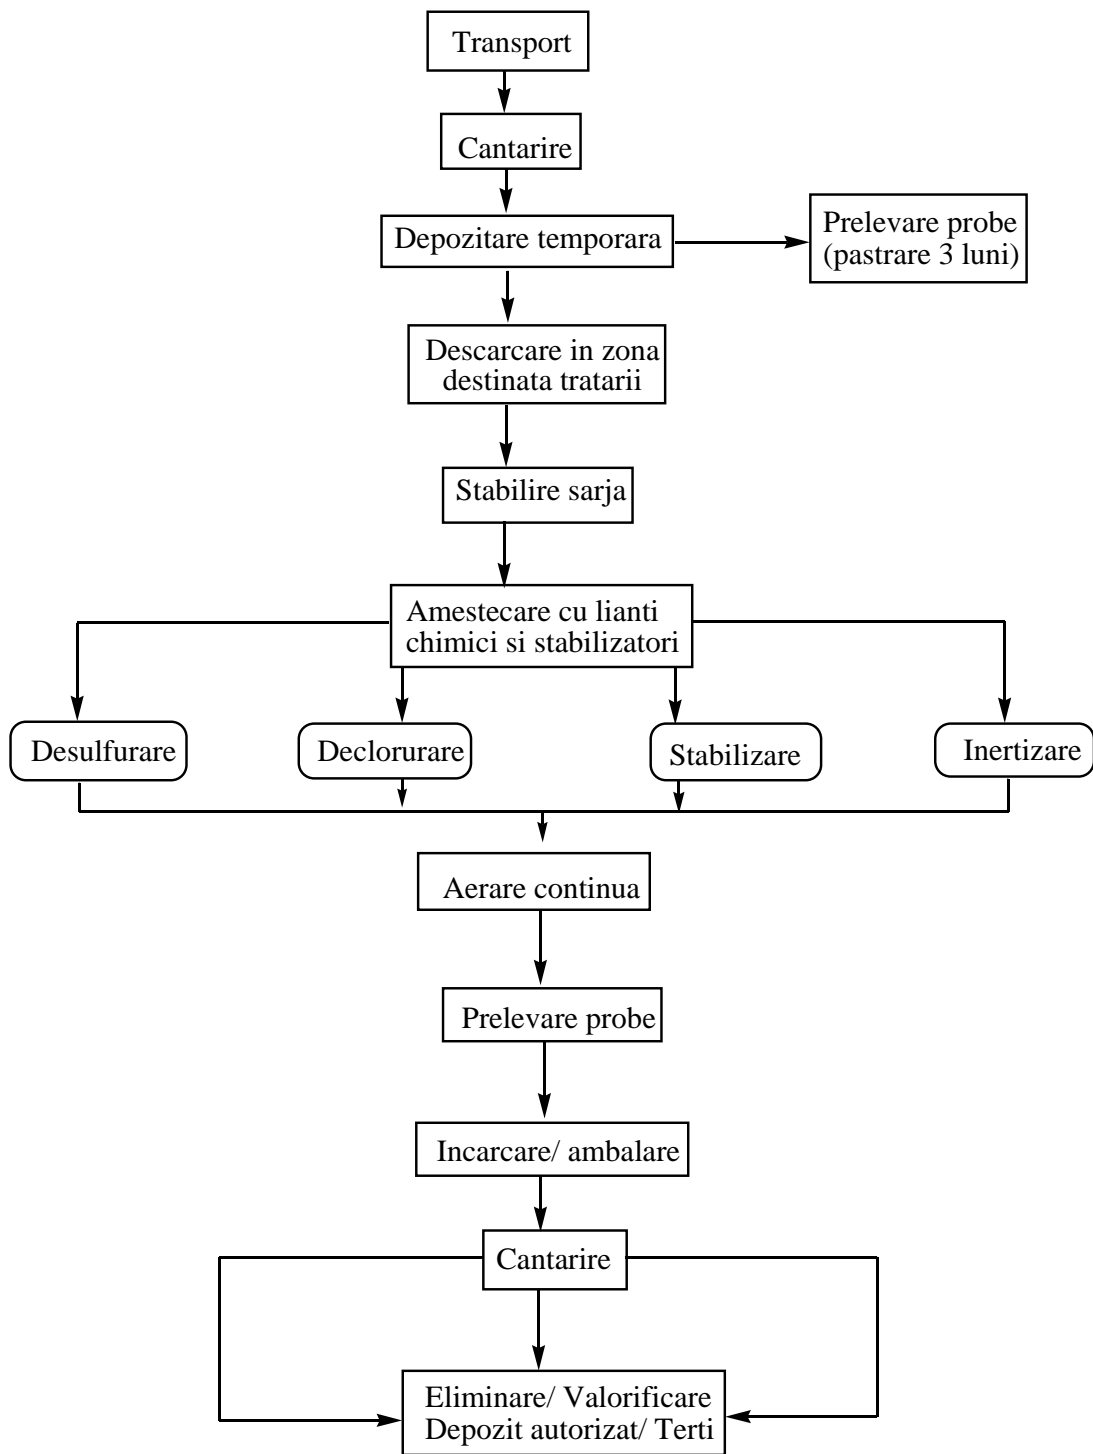 Transport
Cantarire
Depozitare temporara
Prelevare probe
(pastrare 3 luni)
Descarcare in zona
destinata tratarii
Stabilire sarja
Amestecare cu lianti
chimici si stabilizatori
Desulfurare
Declorurare
Stabilizare
Inertizare
Aerare continua
Prelevare probe
Incarcare/ ambalare
Cantarire
Eliminare/ Valorificare
Depozit autorizat/ Terti